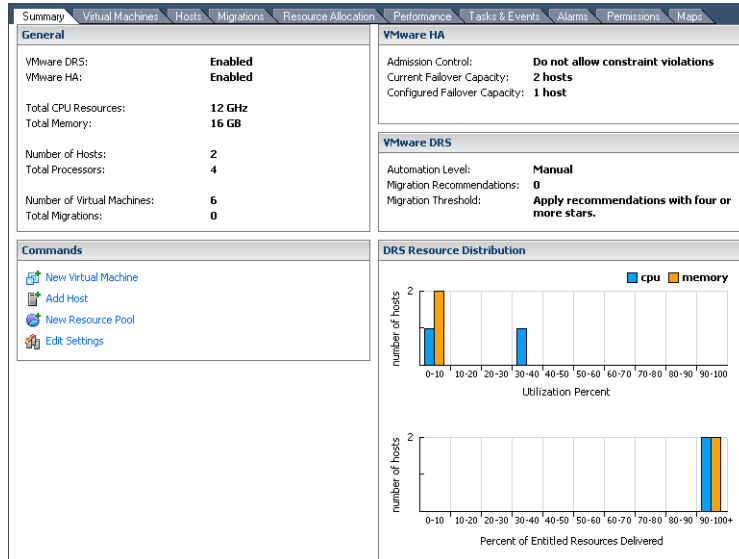 Summary Virtual Machines Hosts Migrations Resource Allocation Performance Tasks & Events Alarms Permissions Maps
General
VMware DRS: Enabled
VMware HA: Enabled
Total CPU Resources: 12 GHz
Total Memory: 16 GB
Number of Hosts: 2
Total Processors: 4
Number of Virtual Machines: 6
Total Migrations: 0
Commands
New Virtual Machine
Add Host
New Resource Pool
Edit Settings
VMware HA
Admission Control: Do not allow constraint violations
Current Failover Capacity: 2 hosts
Configured Failover Capacity: 1 host
VMware DRS
Automation Level: Manual
Migration Recommendations: 0
Migration Threshold: Apply recommendations with four or
more stars.
DRS Resource Distribution
cpu memory
2
number of hosts
0-10 10-20 20-30 30-40 40-50 50-60 60-70 70-80 80-90 90-100
Utilization Percent
2
number of hosts
0-10 10-20 20-30 30-40 40-50 50-60 60-70 70-80 80-90 90-100+
Percent of Entitled Resources Delivered